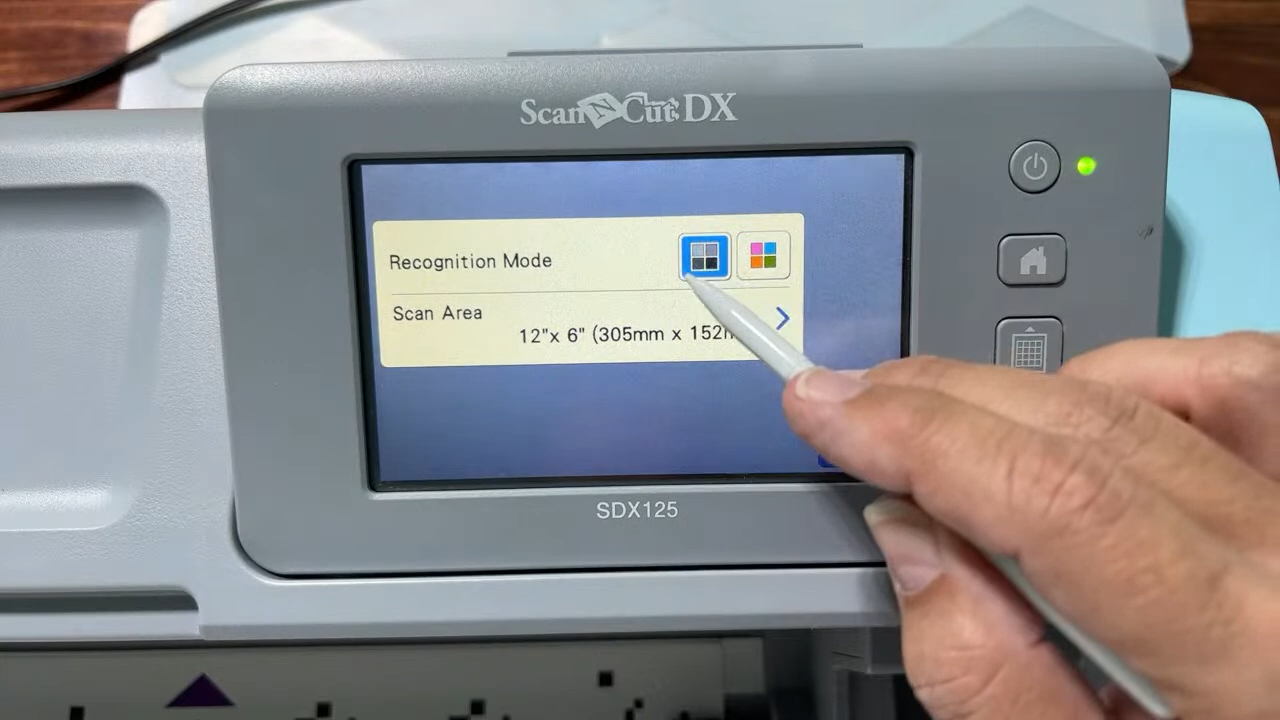 ScanNCut DX
Recognition Mode
Scan Area
12"x 6" (305mm x 152m
SDX125